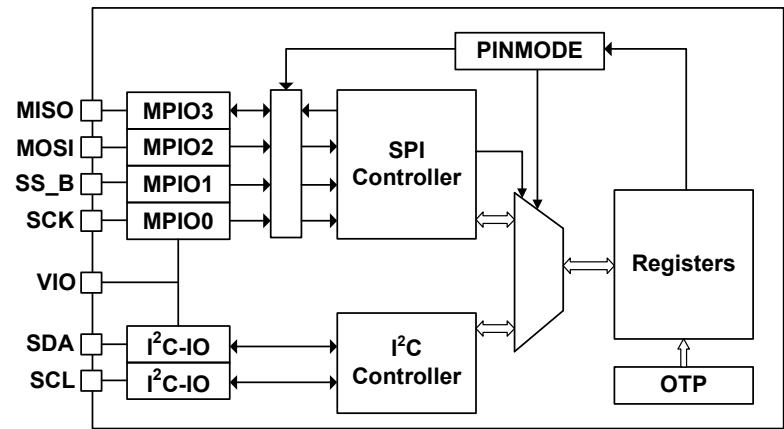 PINMODE
MISO
MPIO3
MOSI
MPIO2
SS_B
MPIO1
SCK
MPIO0
SPI
Controller
VIO
Registers
SDA
I²C-IO
SCL
I²C-IO
I²C
Controller
OTP